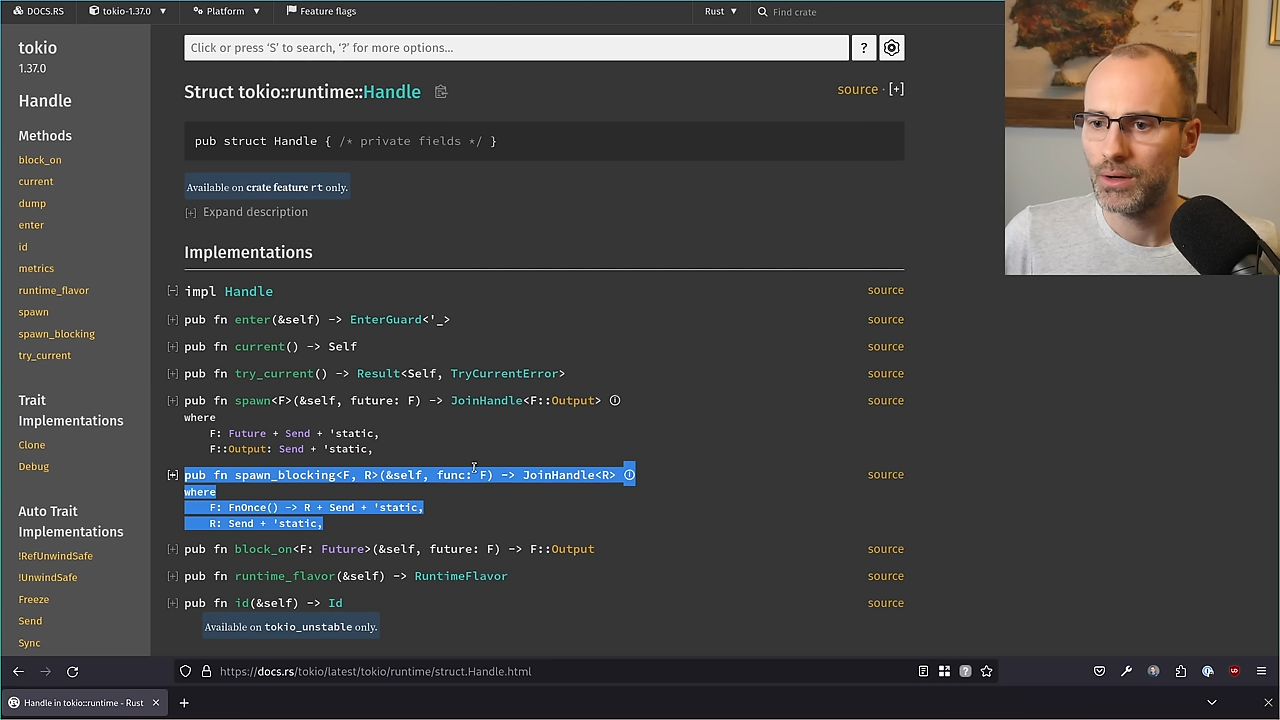 DOCS.RS
tokio-1.37.0
Platform
Feature flags
Rust
Find crate
tokio
1.37.0
Handle
Methods
block_on
current
dump
enter
id
metrics
runtime_flavor
spawn
spawn_blocking
try_current
Trait
Implementations
Clone
Debug
Auto Trait
Implementations
!RefUnwindSafe
!UnwindSafe
Freeze
Send
Sync
Click or press ‘S’ to search, ‘?’ for more options…
?
Struct tokio::runtime::Handle
source · [+]
pub struct Handle { /* private fields */ }
Available on crate feature rt only.
[+] Expand description
Implementations
[−] impl Handle source
[+] pub fn enter(&self) -> EnterGuard<'_> source
[+] pub fn current() -> Self source
[+] pub fn try_current() -> Result<Self, TryCurrentError> source
[+] pub fn spawn<F>(&self, future: F) -> JoinHandle<F::Output> ⓘ source
where
F: Future + Send + 'static,
F::Output: Send + 'static,
[+] pub fn spawn_blocking<F, R>(&self, func: F) -> JoinHandle<R> ⓘ source
where
F: FnOnce() -> R + Send + 'static,
R: Send + 'static,
[+] pub fn block_on<F: Future>(&self, future: F) -> F::Output source
[+] pub fn runtime_flavor(&self) -> RuntimeFlavor source
[+] pub fn id(&self) -> Id source
Available on tokio_unstable only.
https://docs.rs/tokio/latest/tokio/runtime/struct.Handle.html
Handle in tokio::runtime - Rust